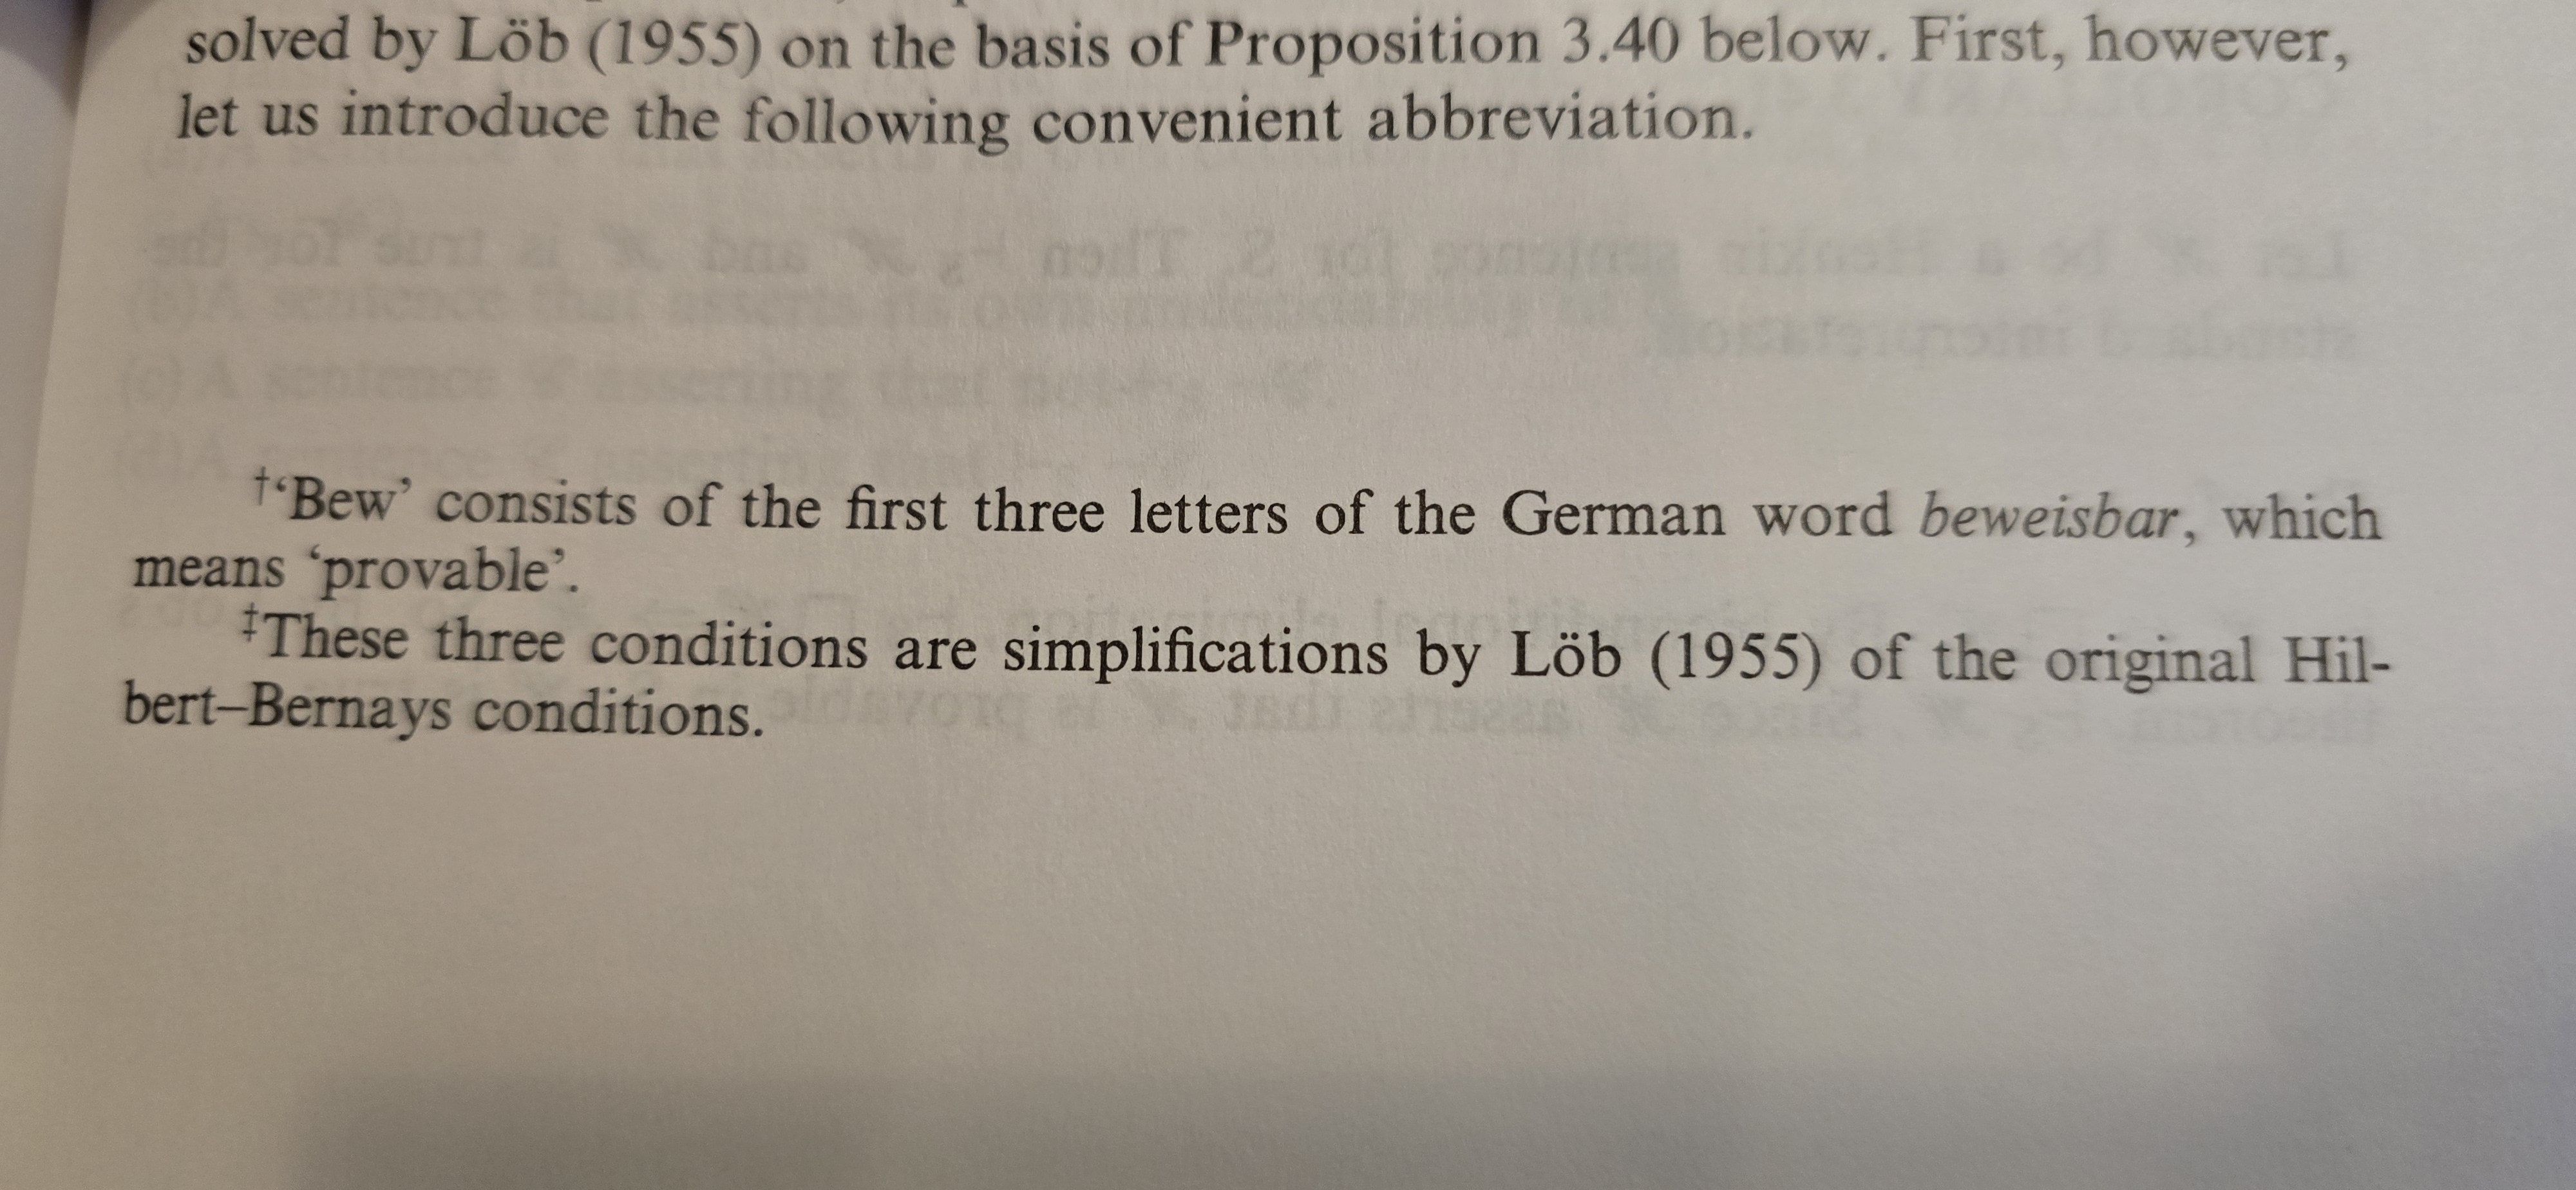 solved by Löb (1955) on the basis of Proposition 3.40 below. First, however,
let us introduce the following convenient abbreviation.
†‘Bew’ consists of the first three letters of the German word beweisbar, which
means ‘provable’.
‡These three conditions are simplifications by Löb (1955) of the original Hil-
bert–Bernays conditions.